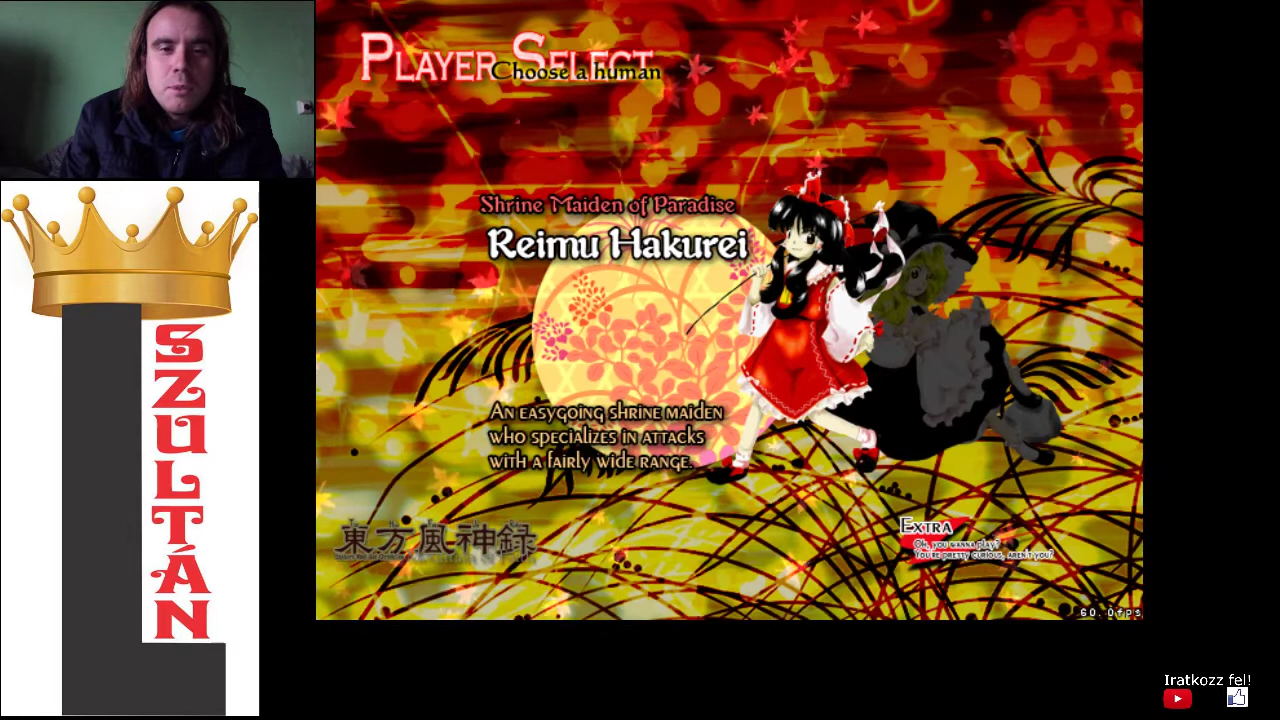 Player Select
Choose a human
Shrine Maiden of Paradise
Reimu Hakurei
An easygoing shrine maiden
who specializes in attacks
with a fairly wide range.
L
SZULTÁN
東方風神録
Extra
Oh, you wanna play?
You're pretty curious, aren't you?
60.0fps
Iratkozz fel!